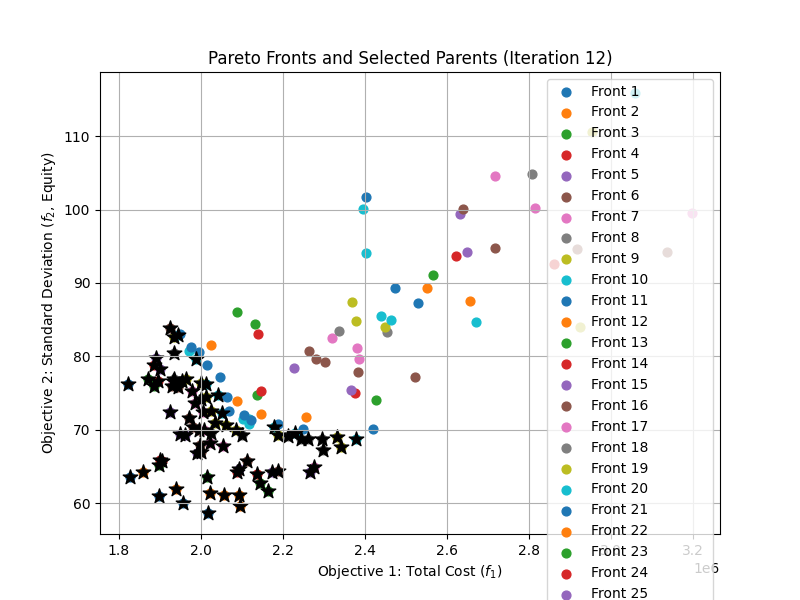 Pareto Fronts and Selected Parents (Iteration 12)
Objective 2: Standard Deviation (f₂, Equity)
110
100
90
80
70
60
1.8
2.0
2.2
2.4
2.6
2.8
3.2
1e6
Objective 1: Total Cost (f₁)
Front 1
Front 2
Front 3
Front 4
Front 5
Front 6
Front 7
Front 8
Front 9
Front 10
Front 11
Front 12
Front 13
Front 14
Front 15
Front 16
Front 17
Front 18
Front 19
Front 20
Front 21
Front 22
Front 23
Front 24
Front 25